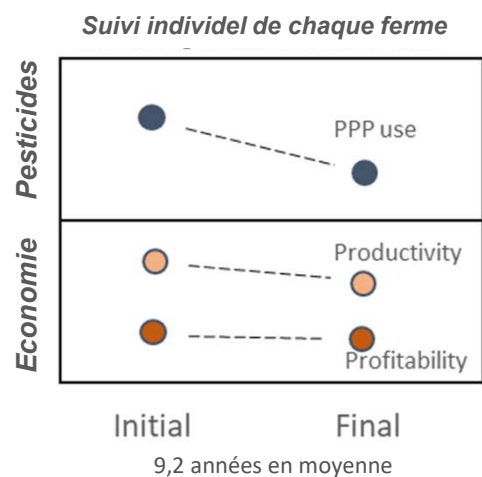 Suivi individel de chaque ferme
Pesticides
PPP use
Economie
Productivity
Profitability
Initial
Final
9,2 années en moyenne